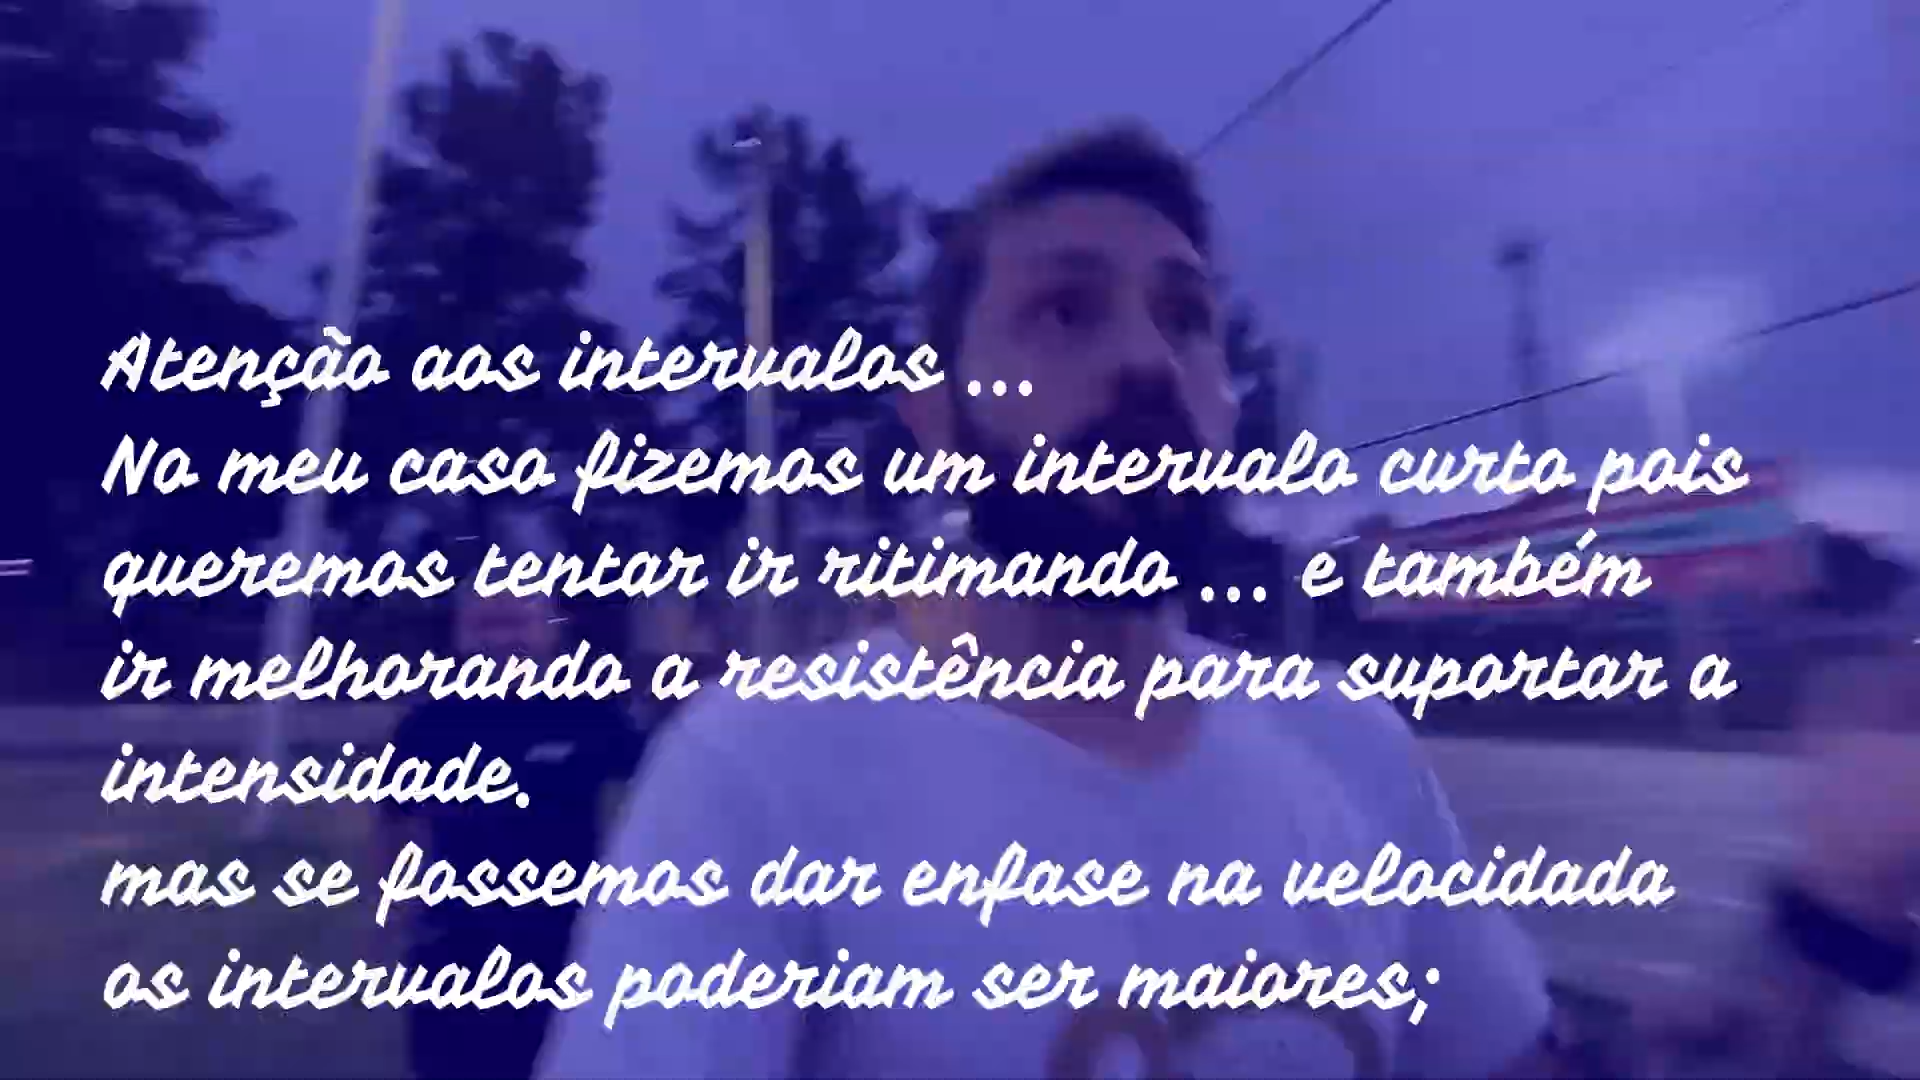 Atenção aos intervalos ...
No meu caso fizemos um intervalo curto pois
queremos tentar ir ritimando ... e também
ir melhorando a resistência para suportar a
intensidade.
mas se fossemos dar enfase na velocidada
os intervalos poderiam ser maiores;